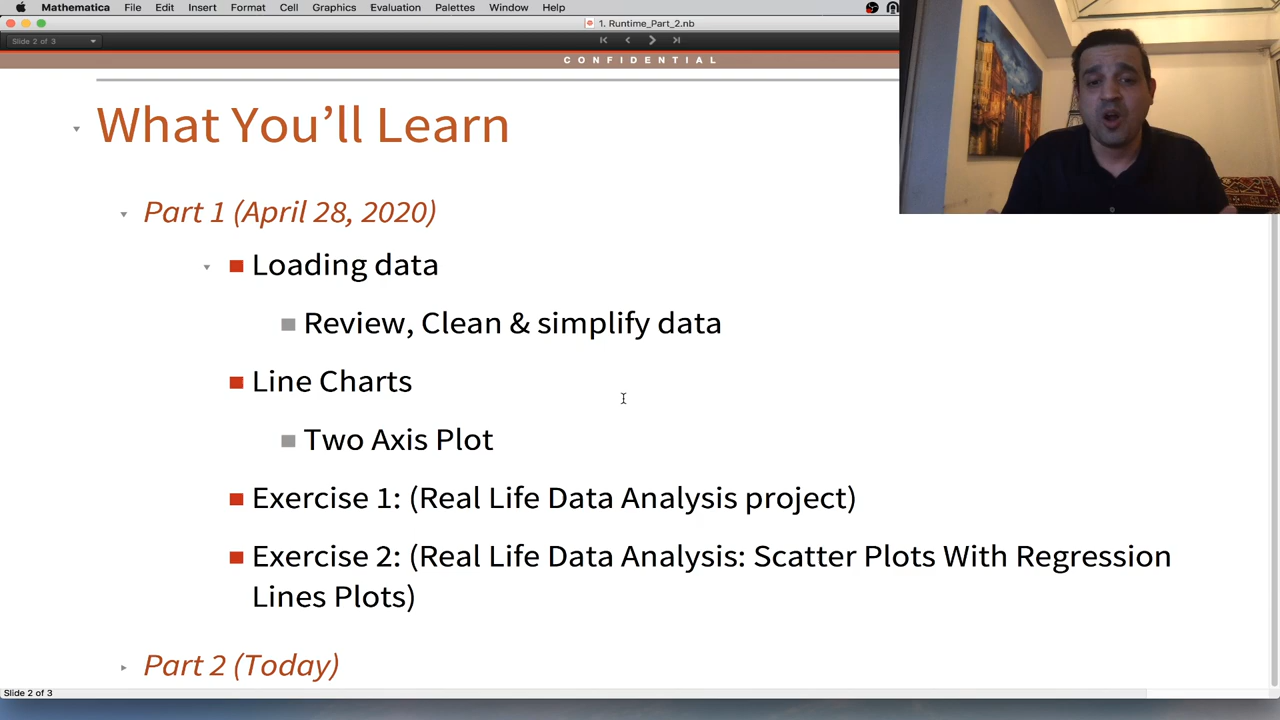 Mathematica File Edit Insert Format Cell Graphics Evaluation Palettes Window Help
1. Runtime_Part_2.nb
Slide 2 of 3
CONFIDENTIAL
What You’ll Learn
Part 1 (April 28, 2020)
Loading data
Review, Clean & simplify data
Line Charts
Two Axis Plot
Exercise 1: (Real Life Data Analysis project)
Exercise 2: (Real Life Data Analysis: Scatter Plots With Regression
Lines Plots)
Part 2 (Today)
Slide 2 of 3